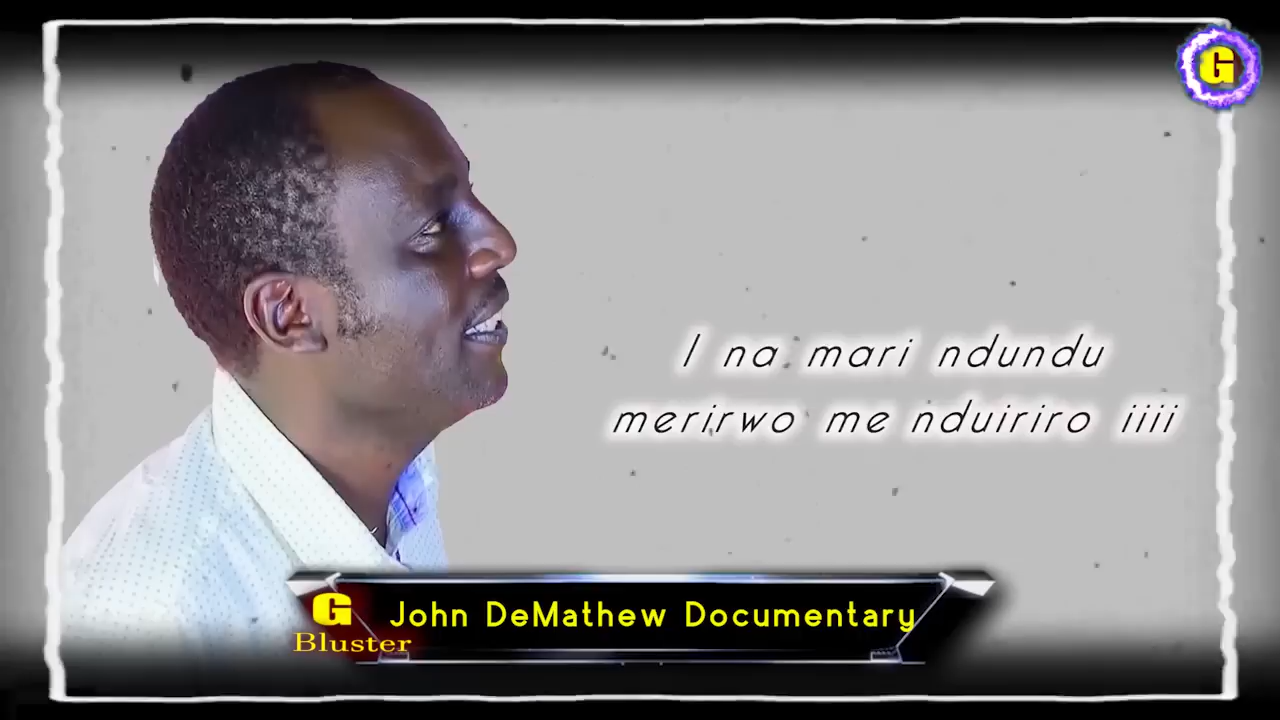 G
I na mari ndundu
merirwo me nduiriro iiii
G
Bluster
John DeMathew Documentary